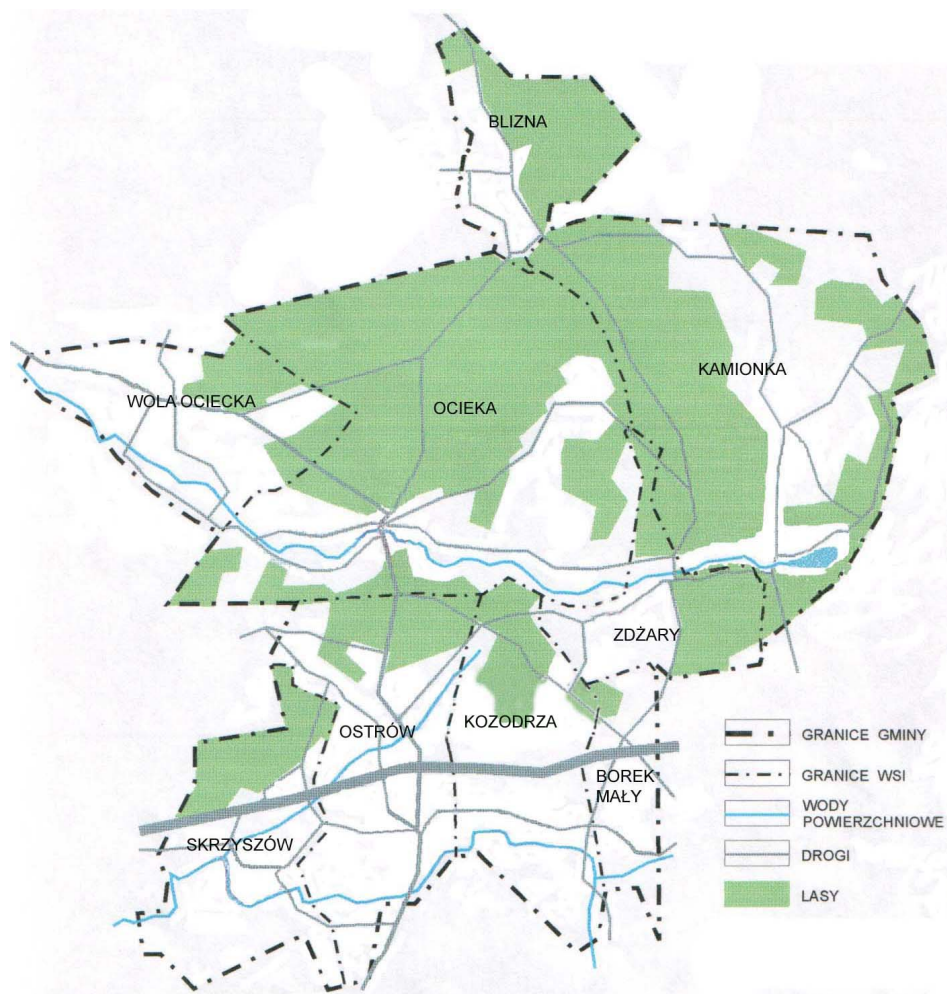 BLIZNA
KAMIONKA
WOLA OCIECKA
OCIEKA
ZDŻARY
OSTRÓW
KOZODRZA
BOREK
MAŁY
SKRZYSZÓW
GRANICE GMINY
GRANICE WSI
WODY
POWIERZCHNIOWE
DROGI
LASY